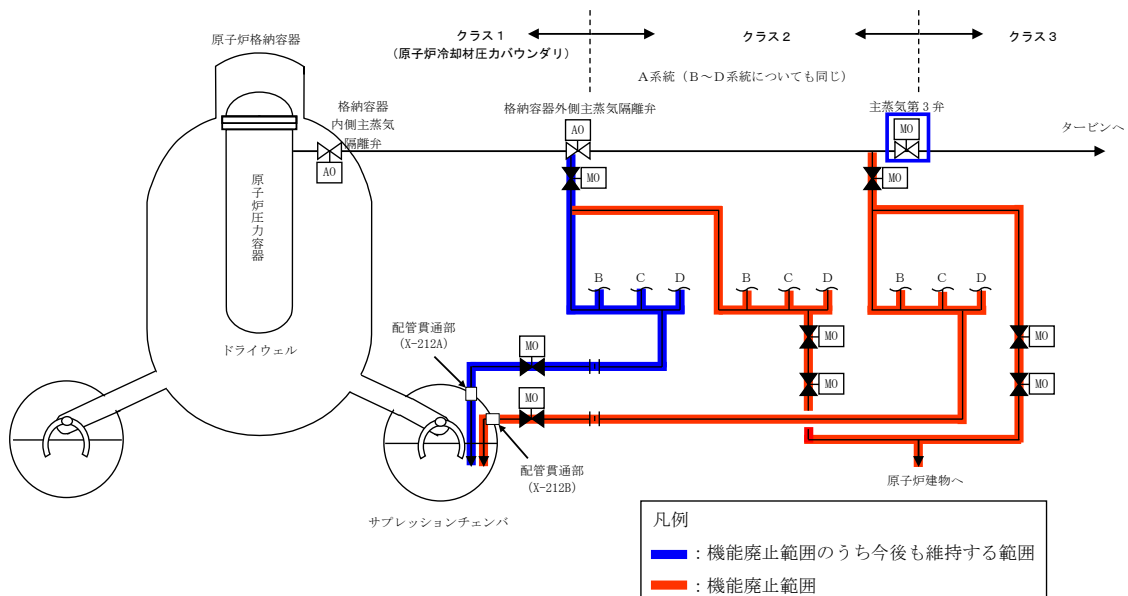 クラス１
(原子炉冷却材圧力バウンダリ)
クラス２
クラス３
Ａ系統（Ｂ～Ｄ系統についても同じ）
原子炉格納容器
格納容器
内側主蒸気
隔離弁
格納容器外側主蒸気隔離弁
主蒸気第３弁
タービンへ
AO
AO
MO
MO
MO
原子炉圧力容器
ドライウェル
B
C
D
B
C
D
B
C
D
配管貫通部
(X-212A)
MO
MO
MO
MO
MO
MO
配管貫通部
(X-212B)
原子炉建物へ
サプレッションチェンバ
凡例
：機能廃止範囲のうち今後も維持する範囲
：機能廃止範囲